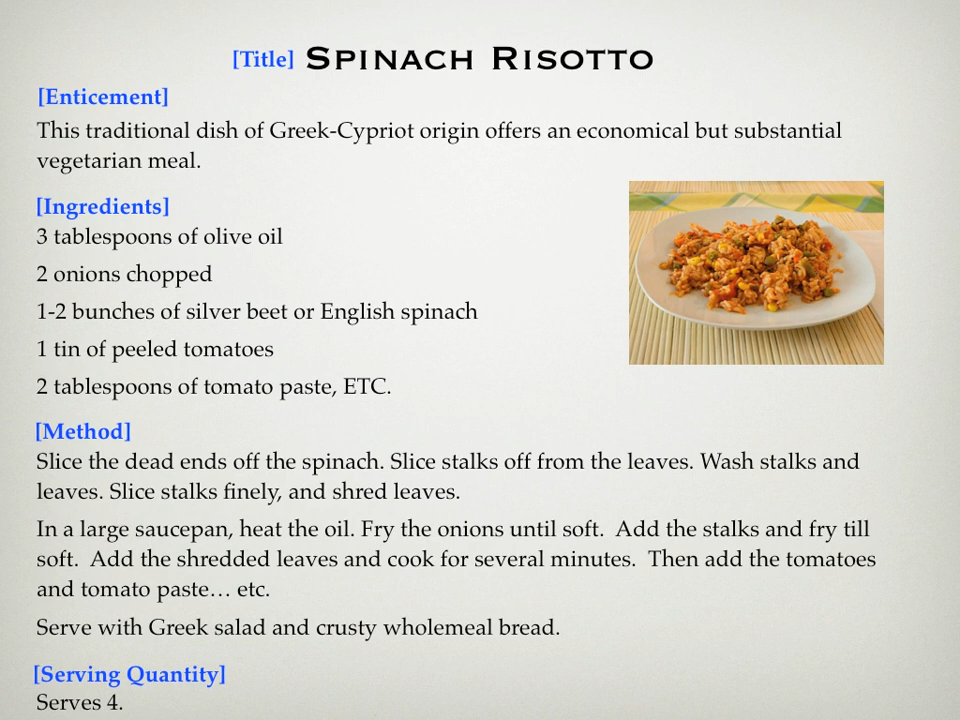 [Title] Spinach Risotto
[Enticement]
This traditional dish of Greek-Cypriot origin offers an economical but substantial
vegetarian meal.
[Ingredients]
3 tablespoons of olive oil
2 onions chopped
1-2 bunches of silver beet or English spinach
1 tin of peeled tomatoes
2 tablespoons of tomato paste, ETC.
[Method]
Slice the dead ends off the spinach. Slice stalks off from the leaves. Wash stalks and
leaves. Slice stalks finely, and shred leaves.
In a large saucepan, heat the oil. Fry the onions until soft.  Add the stalks and fry till
soft.  Add the shredded leaves and cook for several minutes.  Then add the tomatoes
and tomato paste… etc.
Serve with Greek salad and crusty wholemeal bread.
[Serving Quantity]
Serves 4.